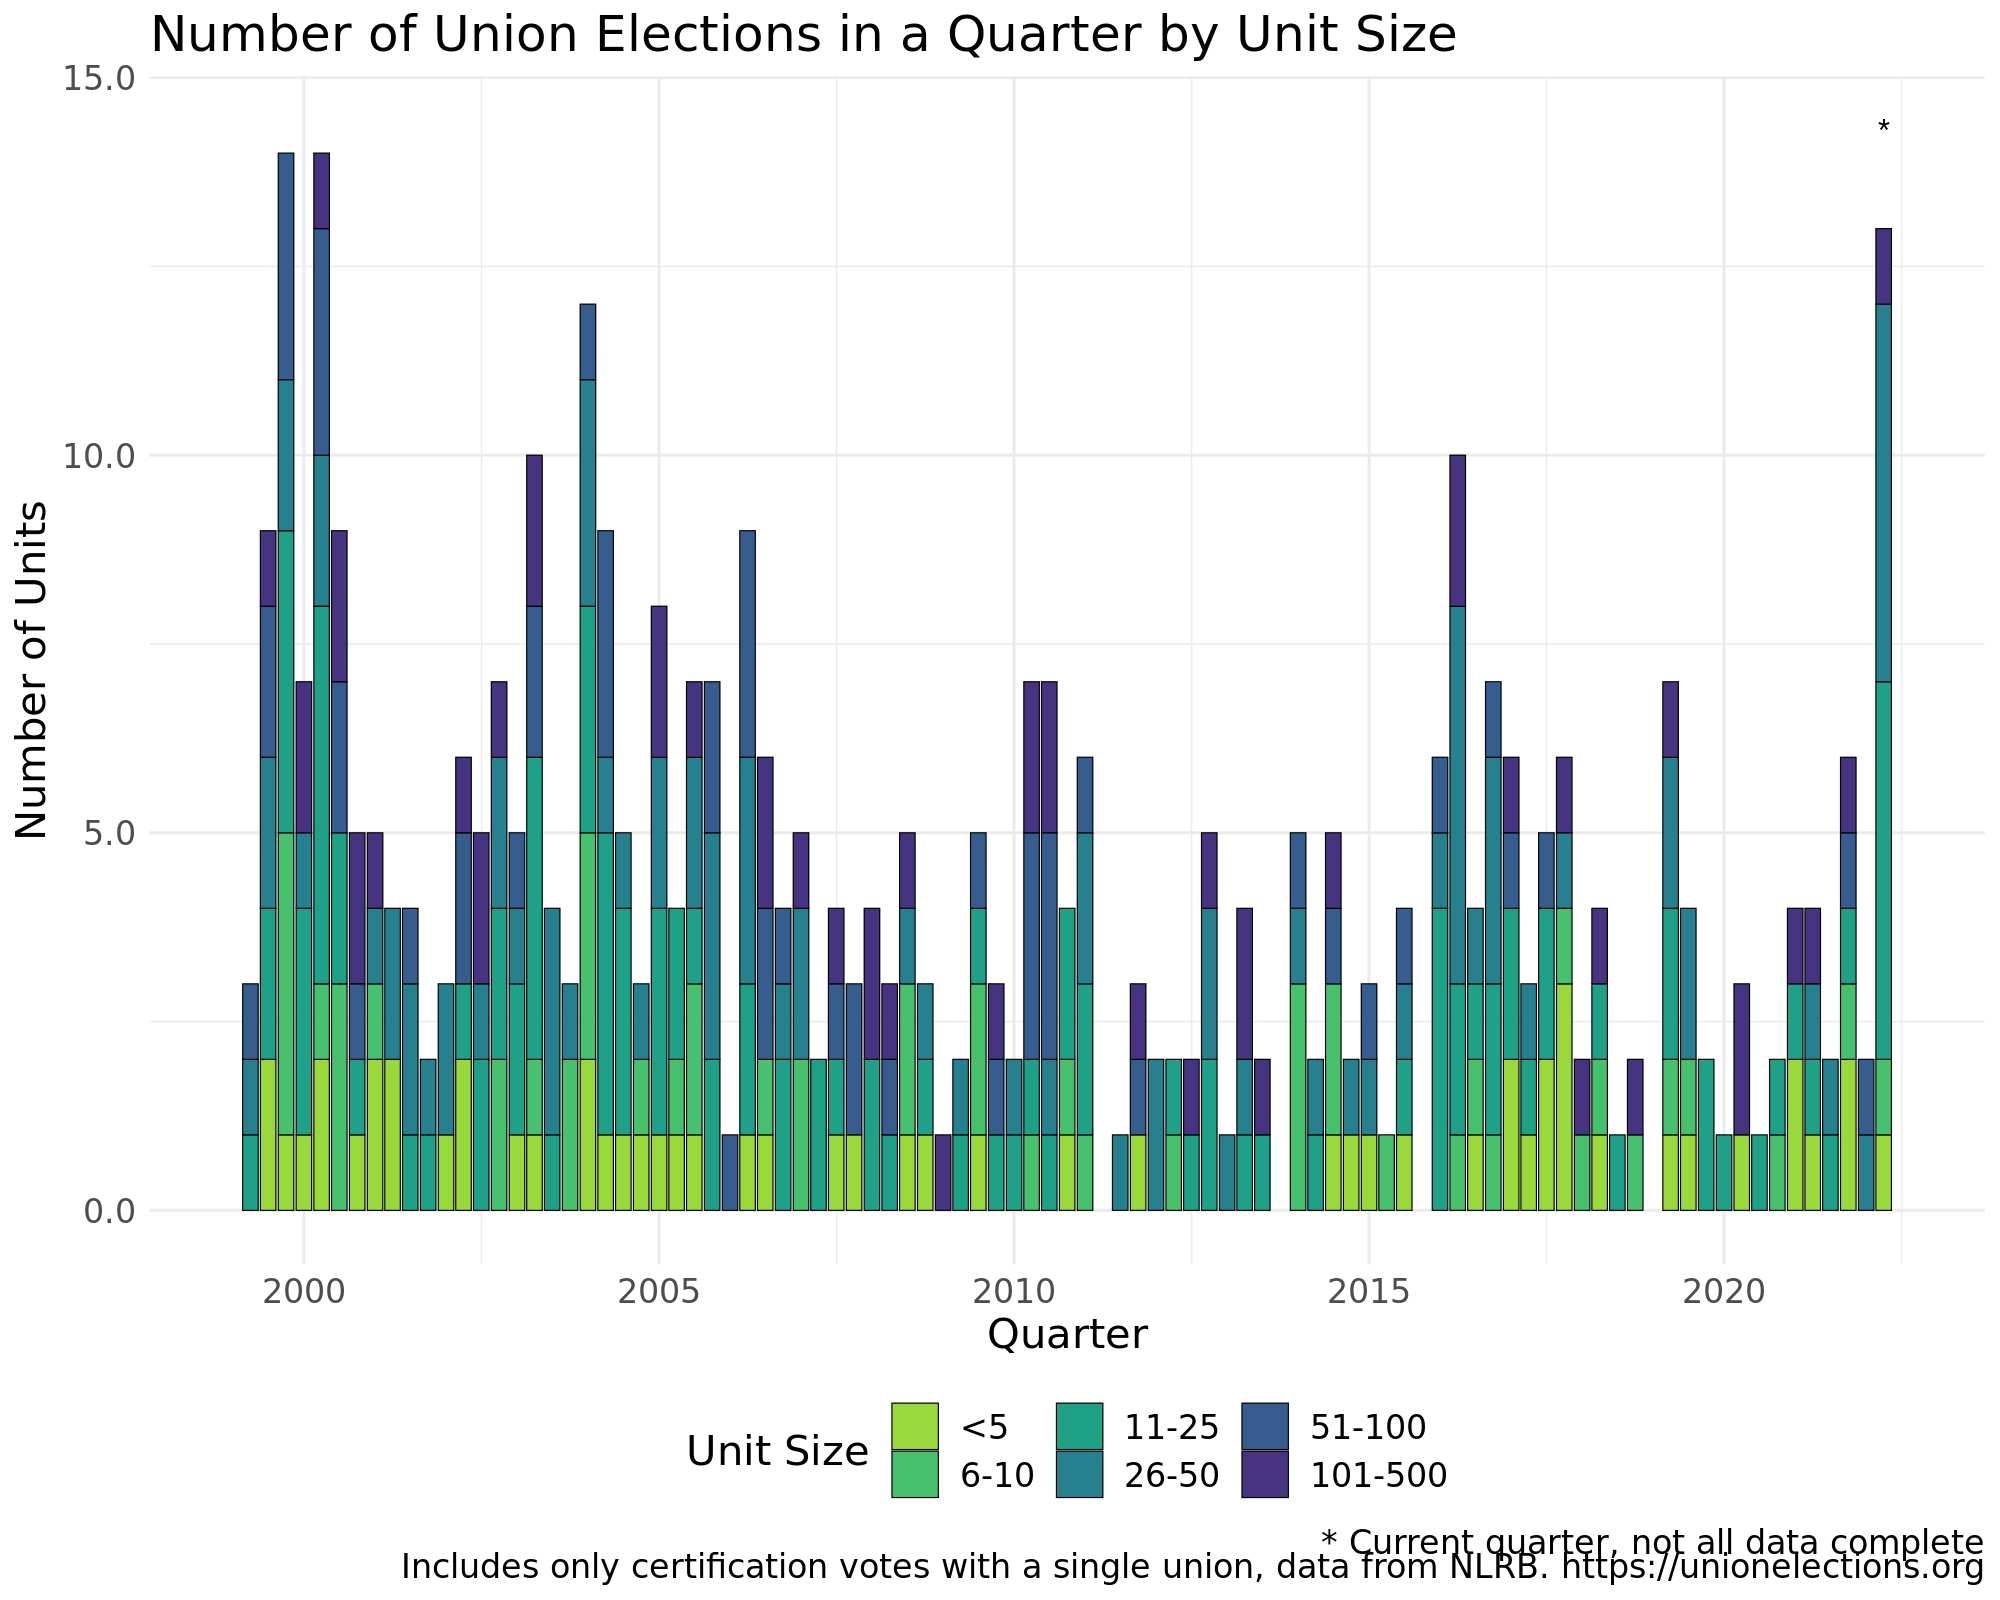 Number of Union Elections in a Quarter by Unit Size
15.0
*
10.0
5.0
0.0
Number of Units
2000 2005 2010 2015 2020
Quarter
Unit Size
<5 11-25 51-100
6-10 26-50 101-500
* Current quarter, not all data complete
Includes only certification votes with a single union, data from NLRB. https://unionelections.org